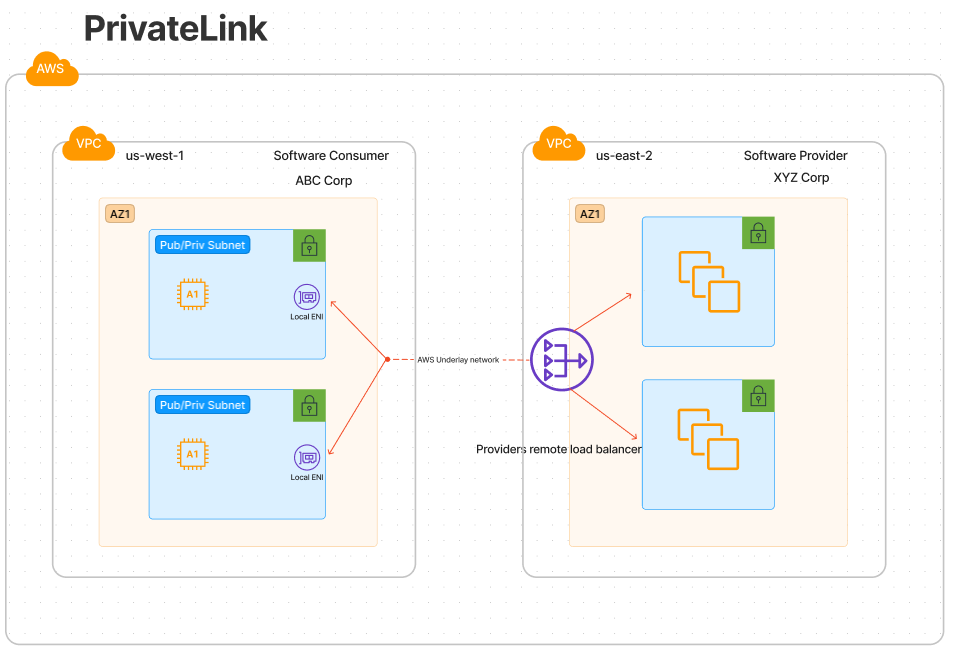 PrivateLink
AWS
VPC
us-west-1
Software Consumer
ABC Corp
AZ1
Pub/Priv Subnet
A1
Local ENI
Pub/Priv Subnet
A1
Local ENI
AWS Underlay network
VPC
us-east-2
Software Provider
XYZ Corp
AZ1
Providers remote load balancer